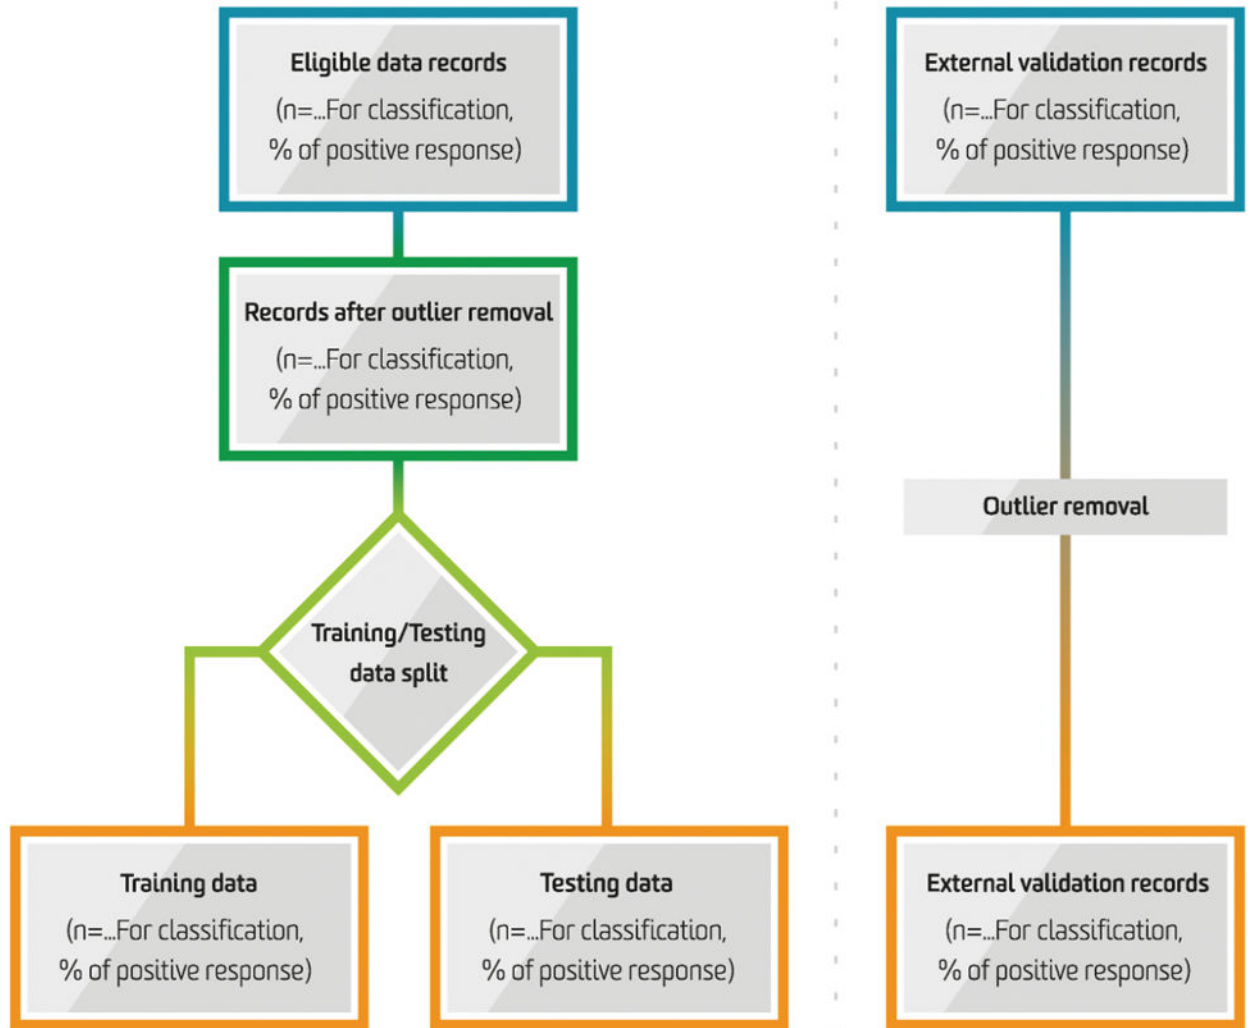 Eligible data records
(n=...For classification,
% of positive response)
Records after outlier removal
(n=...For classification,
% of positive response)
Training/Testing
data split
Training data
(n=...For classification,
% of positive response)
Testing data
(n=...For classification,
% of positive response)
External validation records
(n=...For classification,
% of positive response)
Outlier removal
External validation records
(n=...For classification,
% of positive response)